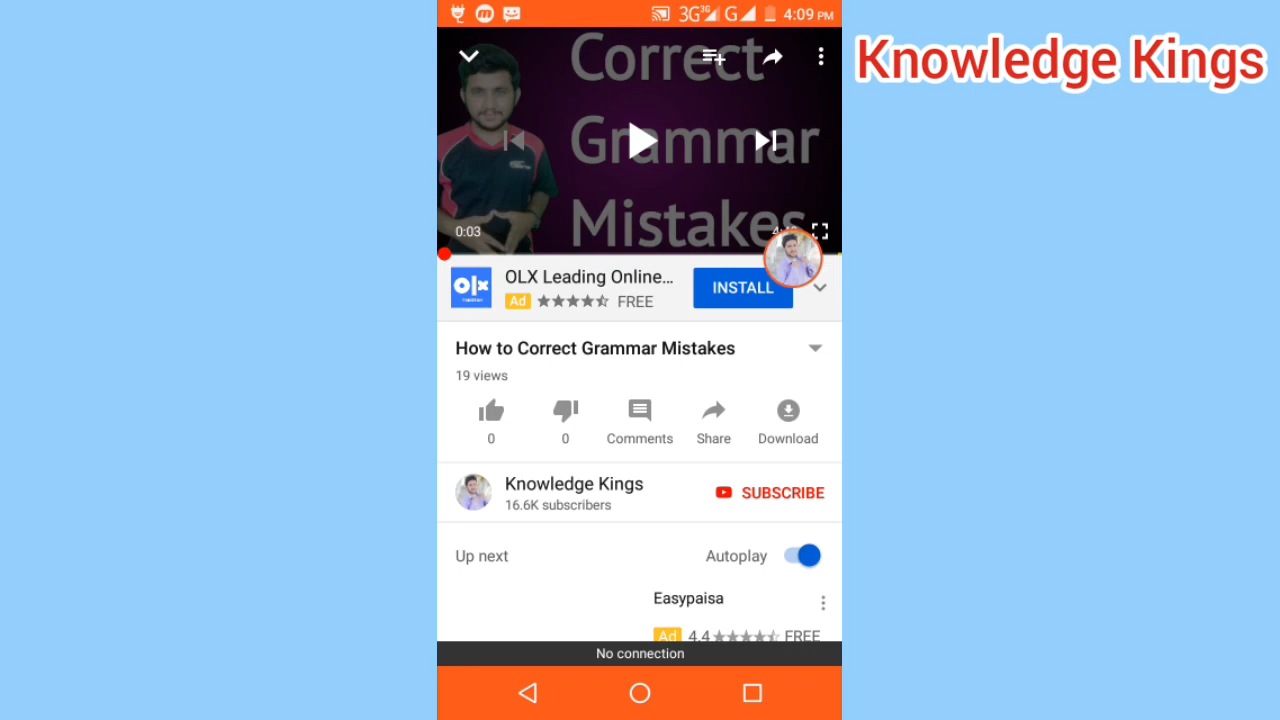 3G 3G G 4:09 PM
Knowledge Kings
Correct
Grammar
Mistakes
0:03
olx
OLX Leading Online...
Ad FREE
INSTALL
How to Correct Grammar Mistakes
19 views
0 0 Comments Share Download
Knowledge Kings
16.6K subscribers
SUBSCRIBE
Up next Autoplay
Easypaisa
Ad 4.4 FREE
No connection